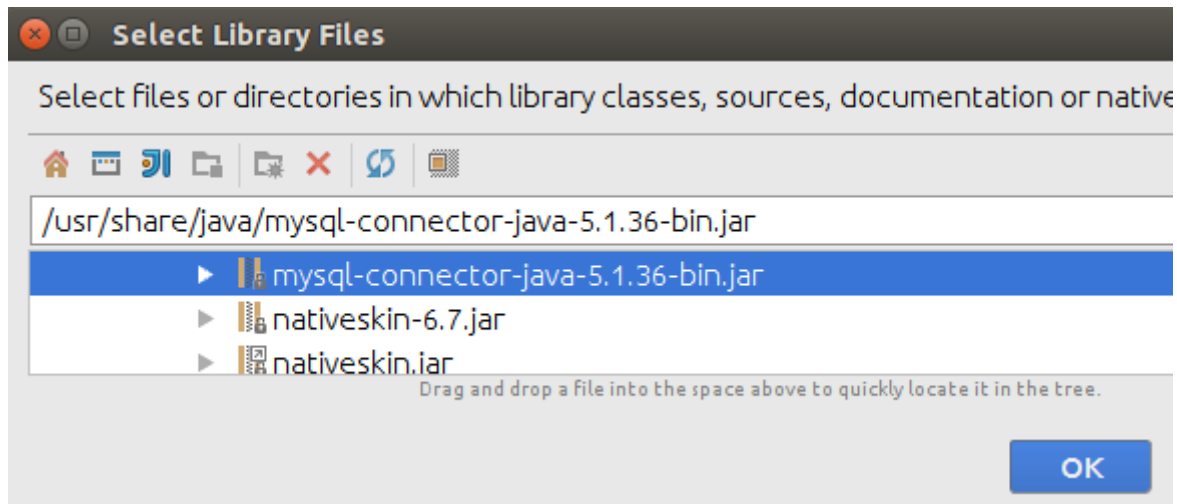 Select Library Files
Select files or directories in which library classes, sources, documentation or native
/usr/share/java/mysql-connector-java-5.1.36-bin.jar
mysql-connector-java-5.1.36-bin.jar
nativeskin-6.7.jar
nativeskin.jar
Drag and drop a file into the space above to quickly locate it in the tree.
OK